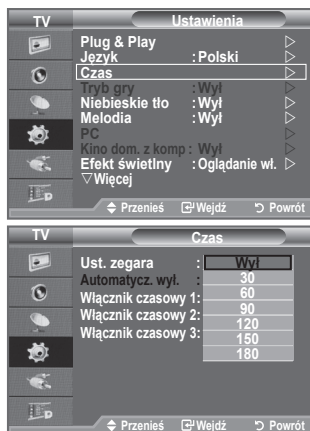 TV Ustawienia
Plug & Play
Język : Polski
Czas
Tryb gry : Wył
Niebieskie tło : Wył
Melodia : Wył
PC
Kino dom. z komp : Wył
Efekt świetlny : Oglądanie wł.
Więcej
Przenieś Wejdź Powrót
TV Czas
Ust. zegara :
Automatycz. wył. :
Włącznik czasowy 1:
Włącznik czasowy 2:
Włącznik czasowy 3:
Wył
30
60
90
120
150
180
Przenieś Wejdź Powrót